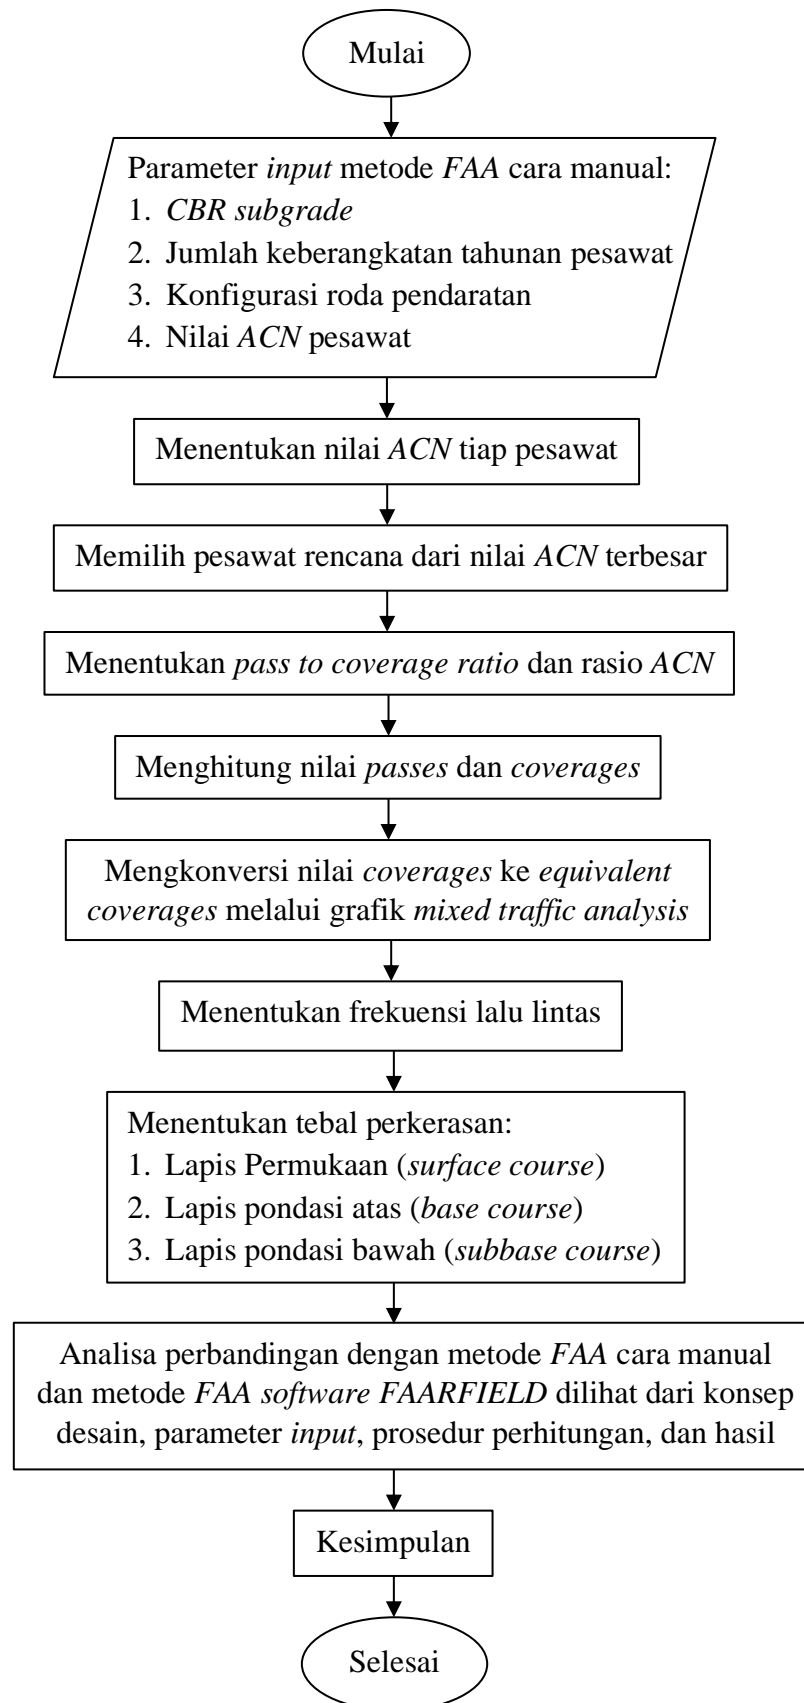 Mulai
Parameter input metode FAA cara manual:
1. CBR subgrade
2. Jumlah keberangkatan tahunan pesawat
3. Konfigurasi roda pendaratan
4. Nilai ACN pesawat
Menentukan nilai ACN tiap pesawat
Memilih pesawat rencana dari nilai ACN terbesar
Menentukan pass to coverage ratio dan rasio ACN
Menghitung nilai passes dan coverages
Mengkonversi nilai coverages ke equivalent
coverages melalui grafik mixed traffic analysis
Menentukan frekuensi lalu lintas
Menentukan tebal perkerasan:
1. Lapis Permukaan (surface course)
2. Lapis pondasi atas (base course)
3. Lapis pondasi bawah (subbase course)
Analisa perbandingan dengan metode FAA cara manual
dan metode FAA software FAARFIELD dilihat dari konsep
desain, parameter input, prosedur perhitungan, dan hasil
Kesimpulan
Selesai